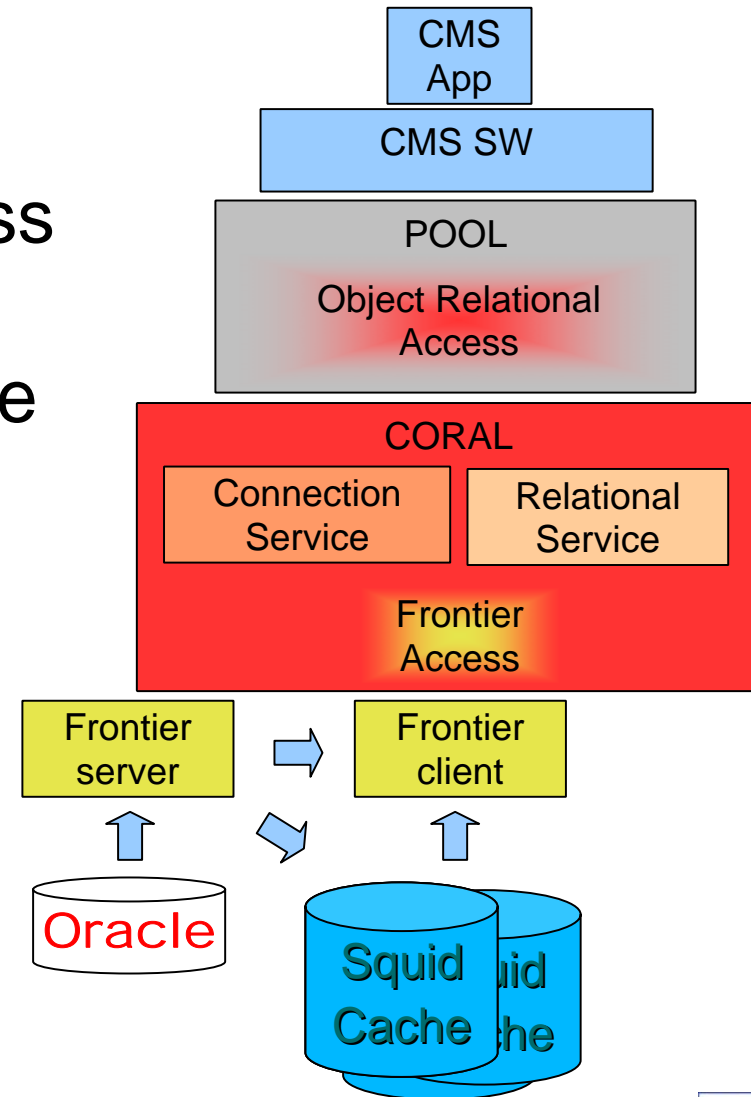 CMS
App
CMS SW
POOL
Object Relational
Access
CORAL
Connection
Service
Relational
Service
Frontier
Access
Frontier
server
Frontier
client
Oracle
Squid
Cache